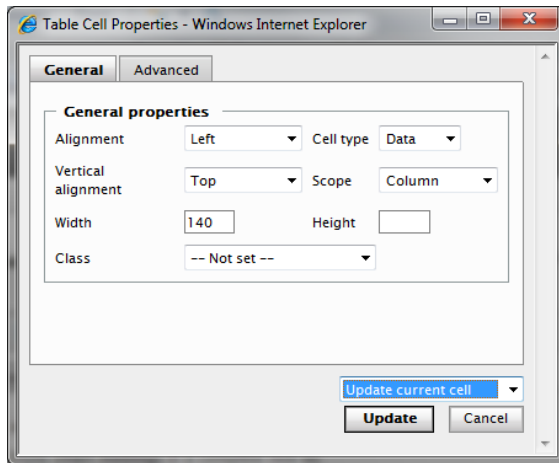 Table Cell Properties - Windows Internet Explorer
General Advanced
General properties
Alignment Left Cell type Data
Vertical alignment Top Scope Column
Width 140 Height
Class -- Not set --
Update current cell
Update Cancel